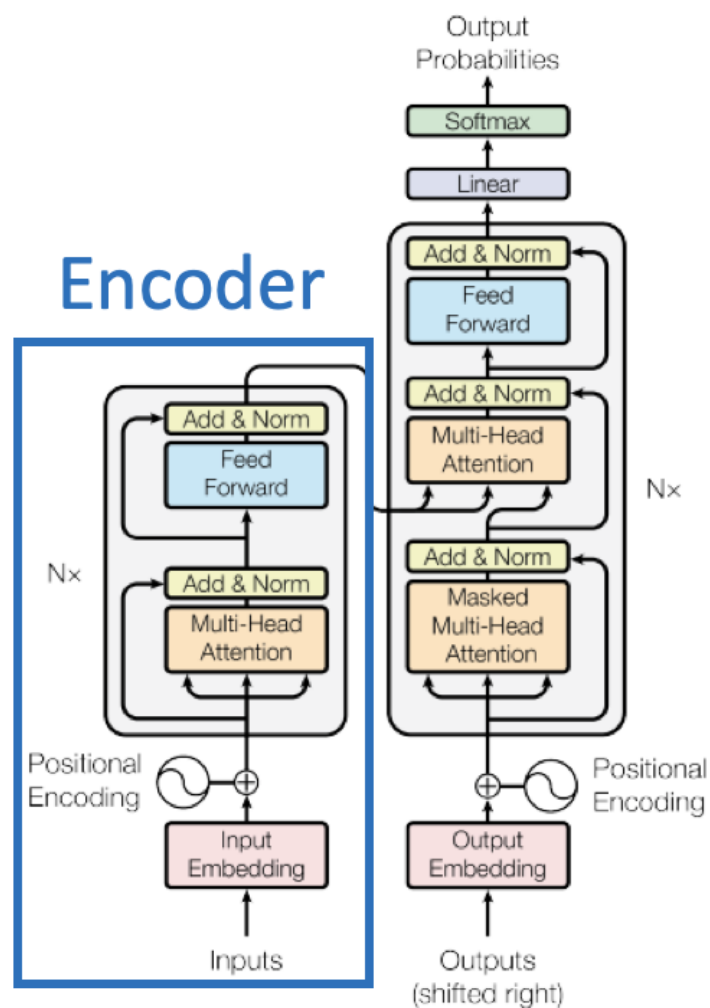 Output
Probabilities
Softmax
Linear
Add & Norm
Feed
Forward
Add & Norm
Multi-Head
Attention
Nx
Add & Norm
Masked
Multi-Head
Attention
Positional
Encoding
Output
Embedding
Outputs
(shifted right)
Encoder
Add & Norm
Feed
Forward
Nx
Add & Norm
Multi-Head
Attention
Positional
Encoding
Input
Embedding
Inputs